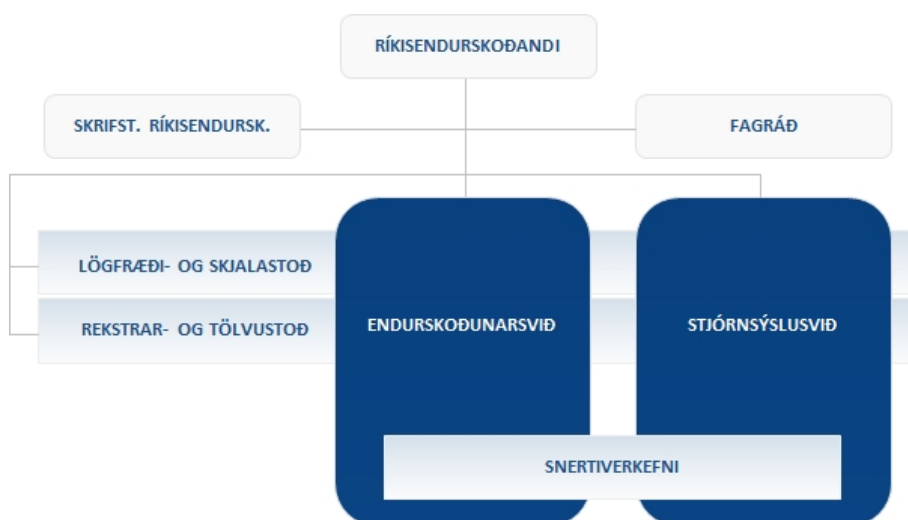 RÍKISENDURSKOÐANDI
SKRIFST. RÍKISENDURSK.
FAGRÁÐ
LÖGFRÆÐI- OG SKJALASTOÐ
REKSTRAR- OG TÖLVUSTOÐ
ENDURSKOÐUNARSVIÐ
STJÓRNSÝSLUSVIÐ
SNERTIVERKEFNI